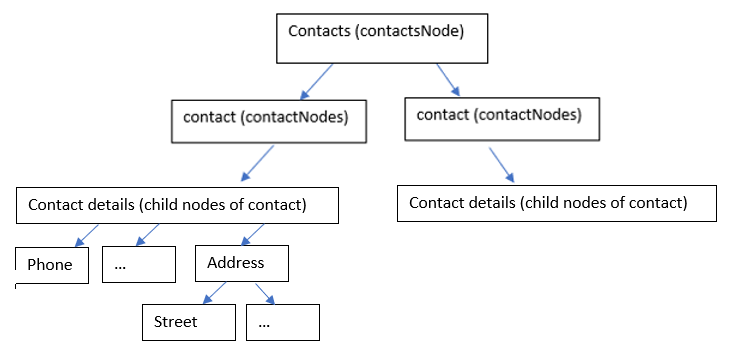 Contacts (contactsNode)
contact (contactNodes)
contact (contactNodes)
Contact details (child nodes of contact)
Contact details (child nodes of contact)
Phone
...
Address
Street
...